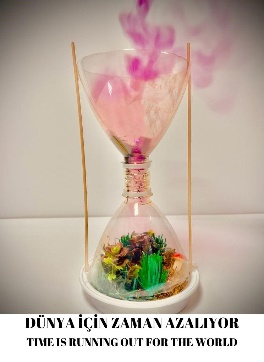 DÜNYA İÇİN ZAMAN AZALIYOR
TIME IS RUNNING OUT FOR THE WORLD